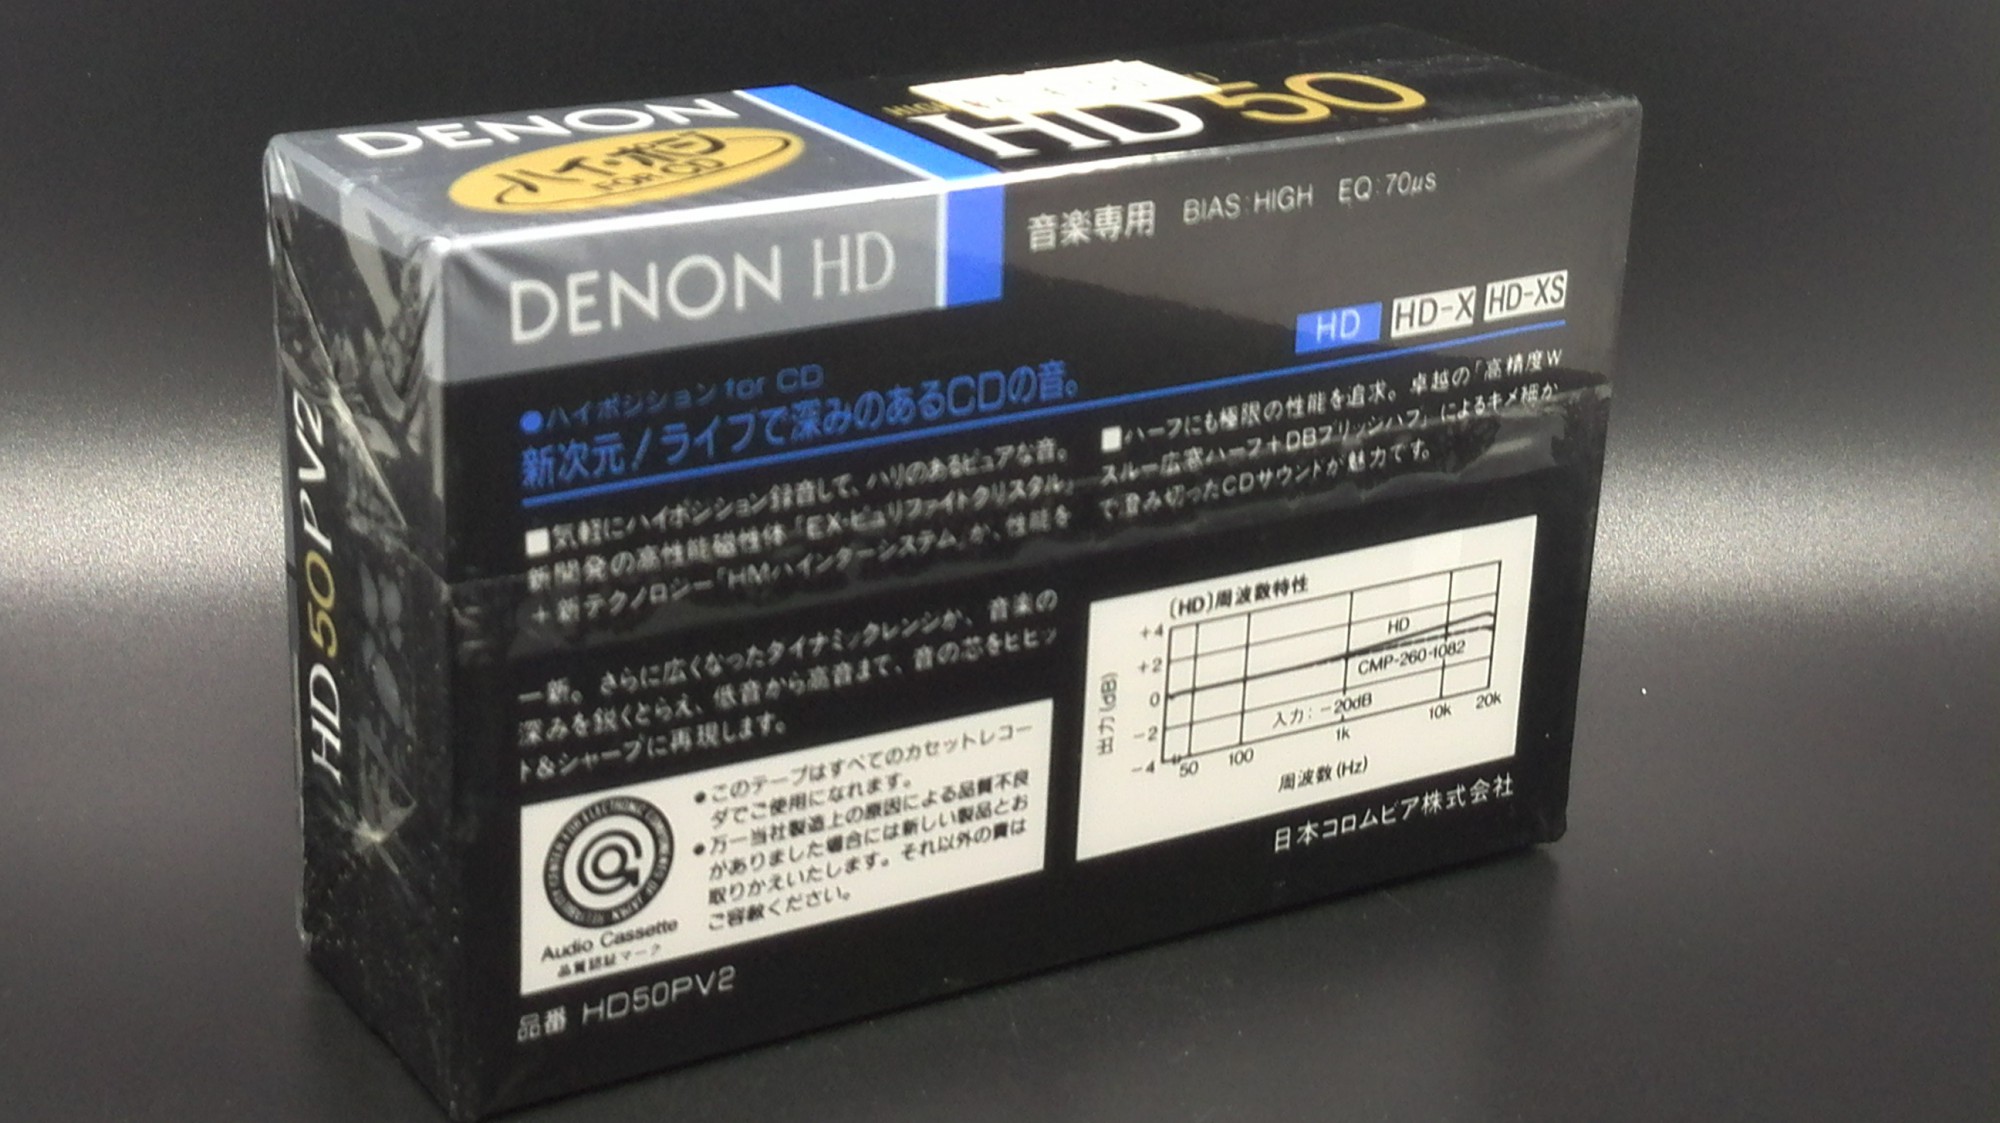 DENON
ハイ・ポジ
FOR CD
HD 50
DENON HD
音楽専用 BIAS:HIGH EQ:70μs
HD HD-X HD-XS
●ハイポジション for CD
新次元!ライブで深みのあるCDの音。
■気軽にハイポジション録音して、ハリのあるピュアな音。
新開発の高性能磁性体「EX・ピュリファイトクリスタル」
+新テクノロジー「HMハインターシステム」が、性能を
一新。さらに広くなったダイナミックレンジが、音楽の
深みを鋭くとらえ、低音から高音まで、音の芯をヒビッ
ト&シャープに再現します。
■ハーフにも極限の性能を追求。卓越の「高精度W
スルー広窓ハーフ+DBブリッジハブ」によるキメ細か
で澄み切ったCDサウンドが魅力です。
Audio Cassette
品質認証マーク
●このテープはすべてのカセットレコー
ダでご使用になれます。
●万一当社製造上の原因による品質不良
がありました場合には新しい製品とお
取りかえいたします。それ以外の責は
ご容赦ください。
品番 HD50PV2
〔HD〕周波数特性
出力(dB)
+4
+2
0
-2
-4
HD
CMP-260-1082
入力:-20dB
50 100 1k 10k 20k
周波数(Hz)
日本コロムビア株式会社
HD50PV2